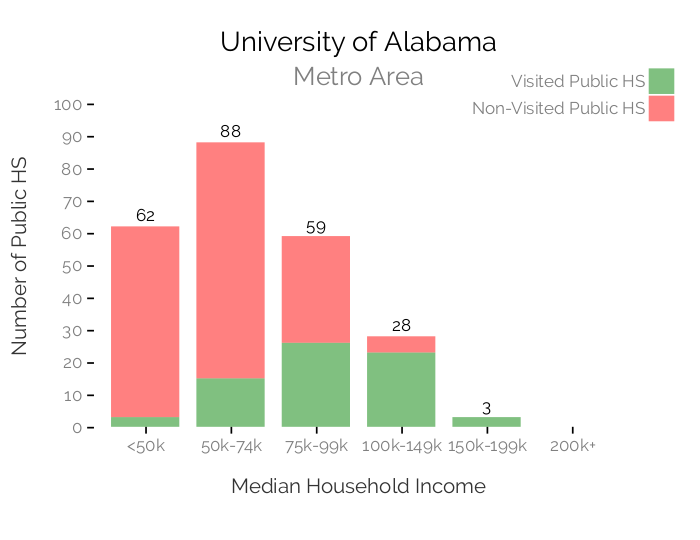 University of Alabama
Metro Area
Visited Public HS
Non-Visited Public HS
Number of Public HS
100
90
80
70
60
50
40
30
20
10
0
62
88
59
28
3
<50k
50k-74k
75k-99k
100k-149k
150k-199k
200k+
Median Household Income